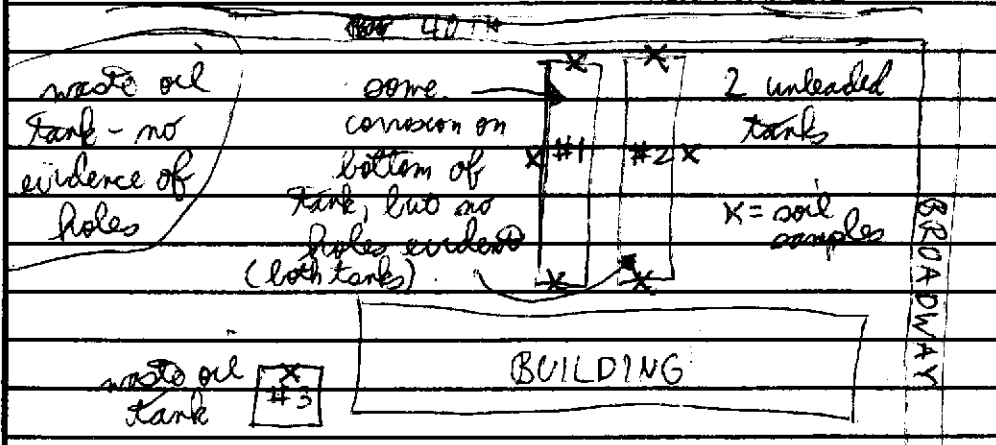 40TH
waste oil
tank - no
evidence of
holes
some
corrosion on
bottom of
tank, but no
holes evident
(both tanks)
X
X
X #1
#2 X
X
X
2 unleaded
tanks
X = soil
samples
BROADWAY
BUILDING
waste oil
tank
X
#3